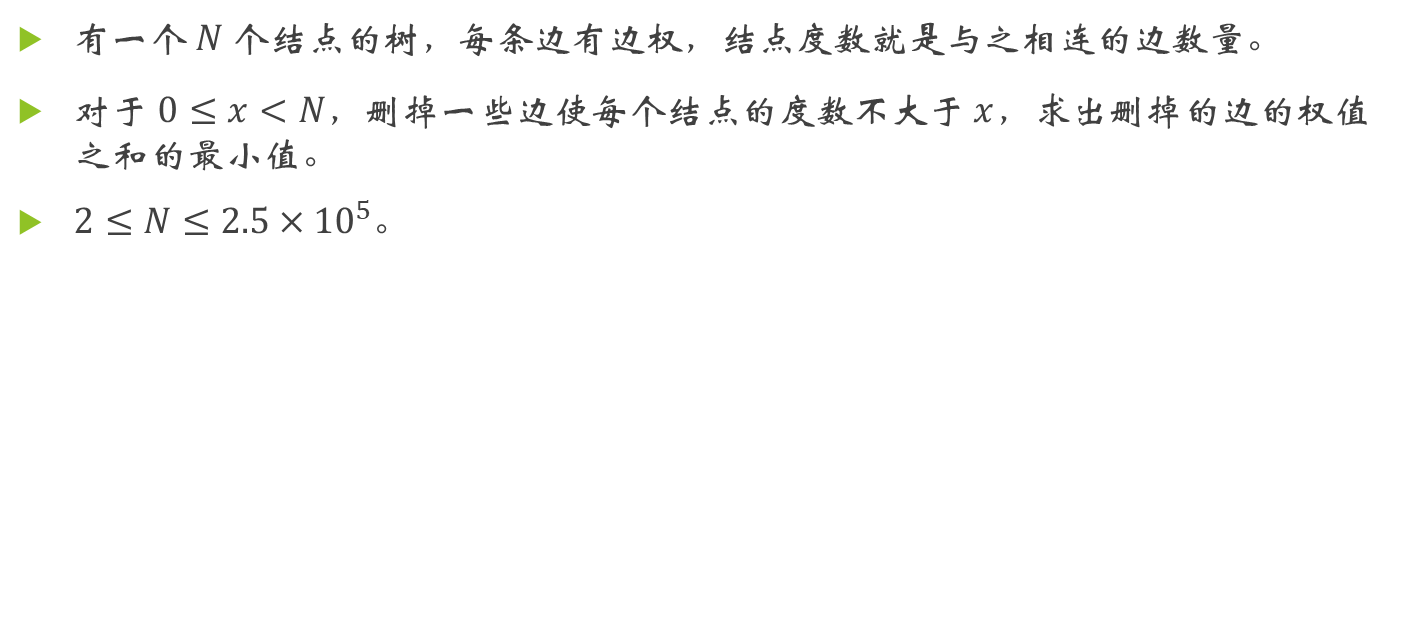 有一个 N 个结点的树，每条边有边权，结点度数就是与之相连的边数量。
对于 0 ≤ x < N，删掉一些边使每个结点的度数不大于 x，求出删掉的边的权值
之和的最小值。
2 ≤ N ≤ 2.5 × 10⁵。